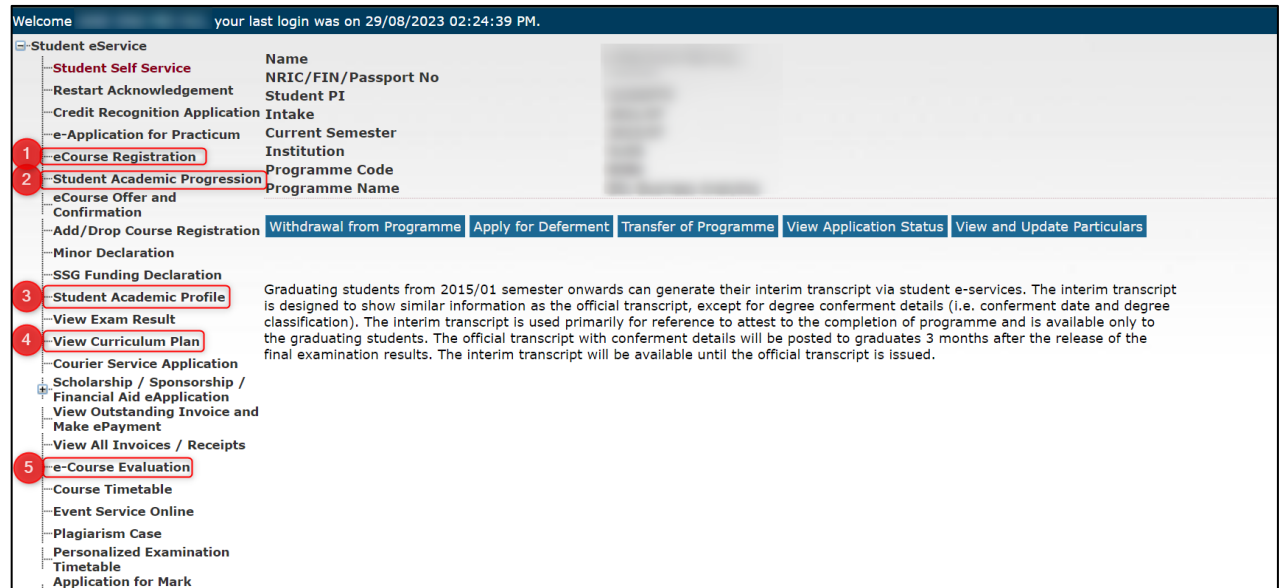 Welcome your last login was on 29/08/2023 02:24:39 PM.
Student eService
Student Self Service
Restart Acknowledgement
Credit Recognition Application
e-Application for Practicum
1 eCourse Registration
2 Student Academic Progression
eCourse Offer and
Confirmation
Add/Drop Course Registration
Minor Declaration
SSG Funding Declaration
3 Student Academic Profile
View Exam Result
4 View Curriculum Plan
Courier Service Application
Scholarship / Sponsorship /
Financial Aid eApplication
View Outstanding Invoice and
Make ePayment
View All Invoices / Receipts
5 e-Course Evaluation
Course Timetable
Event Service Online
Plagiarism Case
Personalized Examination
Timetable
Application for Mark
Name
NRIC/FIN/Passport No
Student PI
Intake
Current Semester
Institution
Programme Code
Programme Name
Withdrawal from Programme Apply for Deferment Transfer of Programme View Application Status View and Update Particulars
Graduating students from 2015/01 semester onwards can generate their interim transcript via student e-services. The interim transcript
is designed to show similar information as the official transcript, except for degree conferment details (i.e. conferment date and degree
classification). The interim transcript is used primarily for reference to attest to the completion of programme and is available only to
the graduating students. The official transcript with conferment details will be posted to graduates 3 months after the release of the
final examination results. The interim transcript will be available until the official transcript is issued.